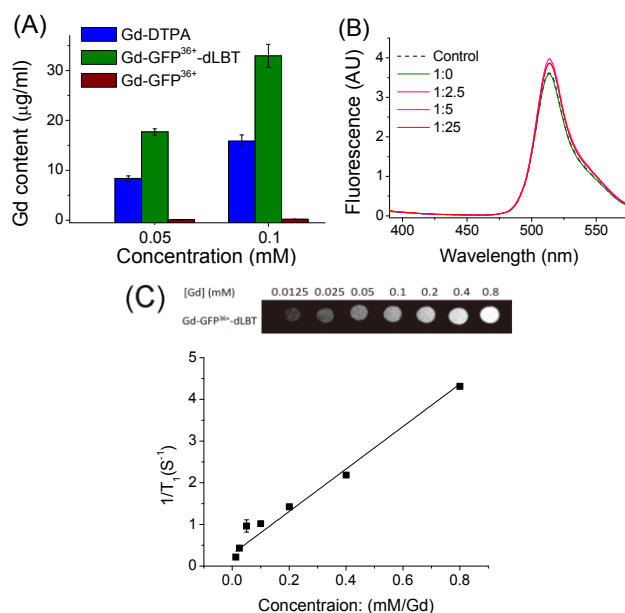 (A)
Gd-DTPA
Gd-GFP³⁶⁺-dLBT
Gd-GFP³⁶⁺
Gd content (μg/ml)
30
20
10
0
0.05 0.1
Concentration (mM)
(B)
Control
1:0
1:2.5
1:5
1:25
Fluorescence (AU)
4
3
2
1
0
400 450 500 550
Wavelength (nm)
(C)
[Gd] (mM) 0.0125 0.025 0.05 0.1 0.2 0.4 0.8
Gd-GFP³⁶⁺-dLBT
1/T₁(S⁻¹)
5
4
3
2
1
0
0.0 0.2 0.4 0.6 0.8
Concentraion: (mM/Gd)